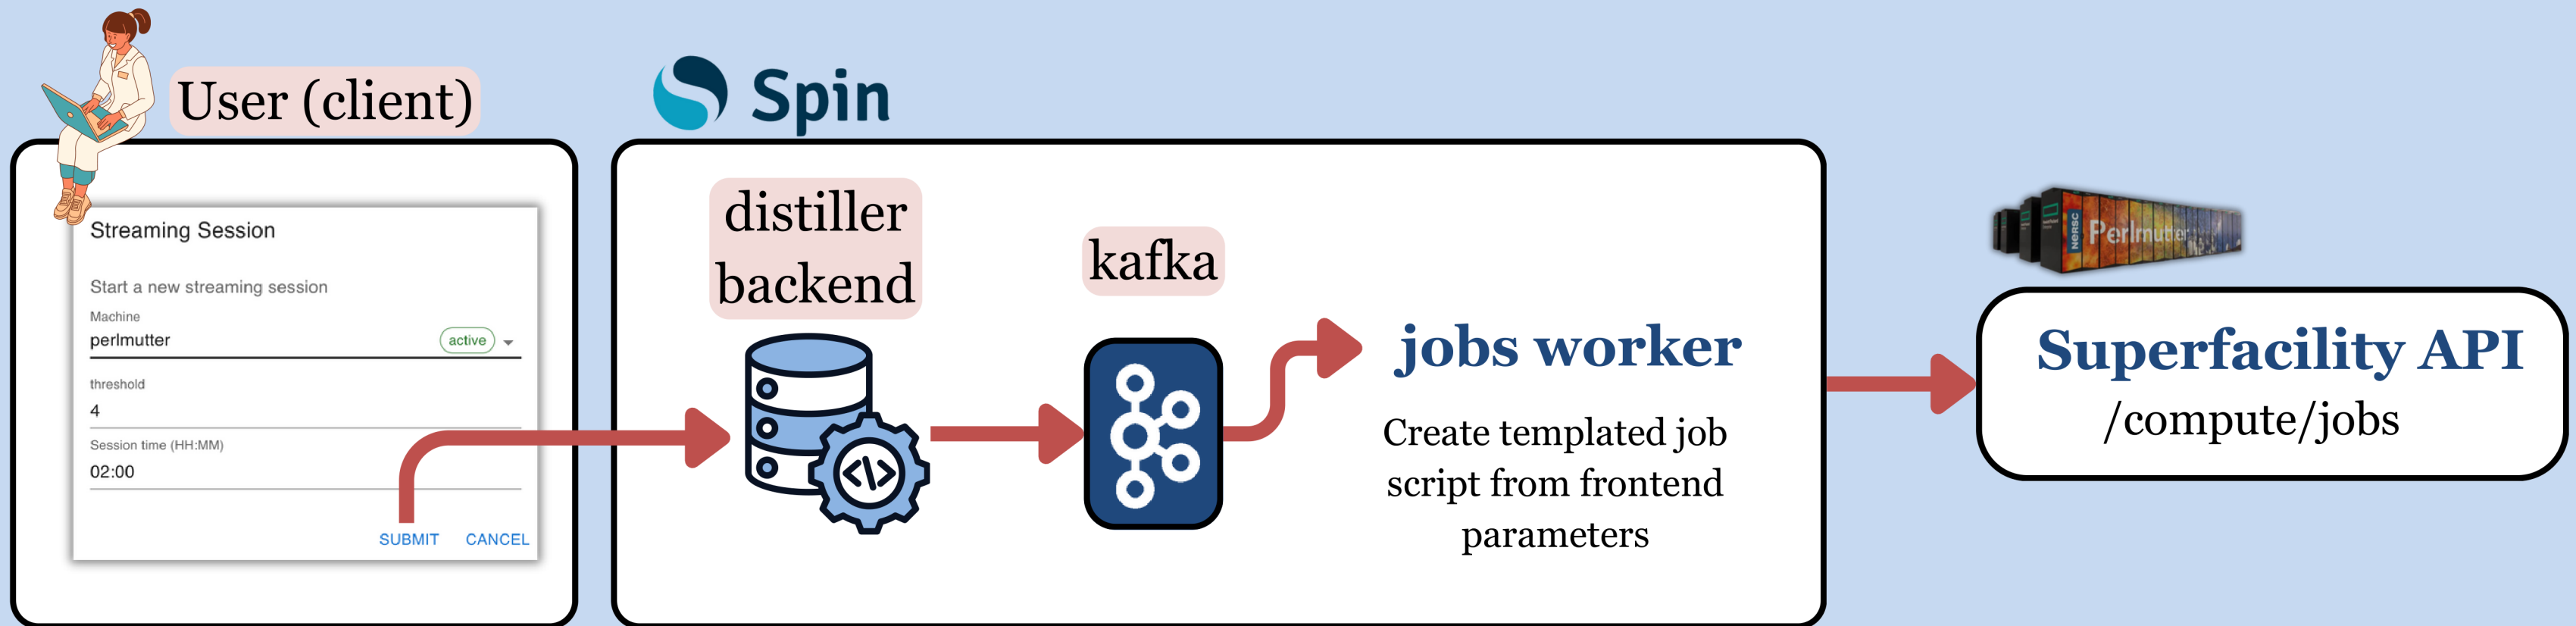 User (client)
Streaming Session
Start a new streaming session
Machine
perlmutter
active
threshold
4
Session time (HH:MM)
02:00
SUBMIT CANCEL
Spin
distiller
backend
kafka
jobs worker
Create templated job
script from frontend
parameters
NERSC
Perlmutter
Superfacility API
/compute/jobs